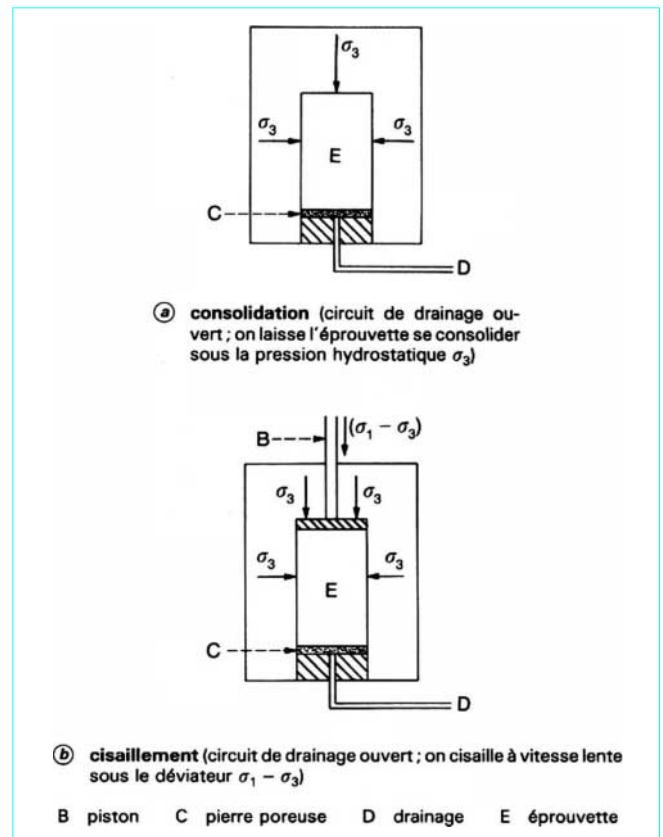 σ3
σ3 σ3
E
C
D
a consolidation (circuit de drainage ou-
vert ; on laisse l'éprouvette se consolider
sous la pression hydrostatique σ3)
B (σ1 − σ3)
σ3 σ3
σ3 σ3
E
C
D
b cisaillement (circuit de drainage ouvert ; on cisaille à vitesse lente
sous le déviateur σ1 − σ3)
B piston C pierre poreuse D drainage E éprouvette